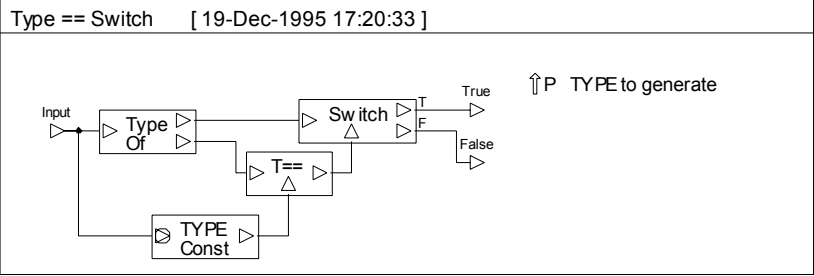 Type == Switch [ 19-Dec-1995 17:20:33 ]
⇧P TYPE to generate
Input
Type
Of
Switch
T
F
True
False
T==
TYPE
Const